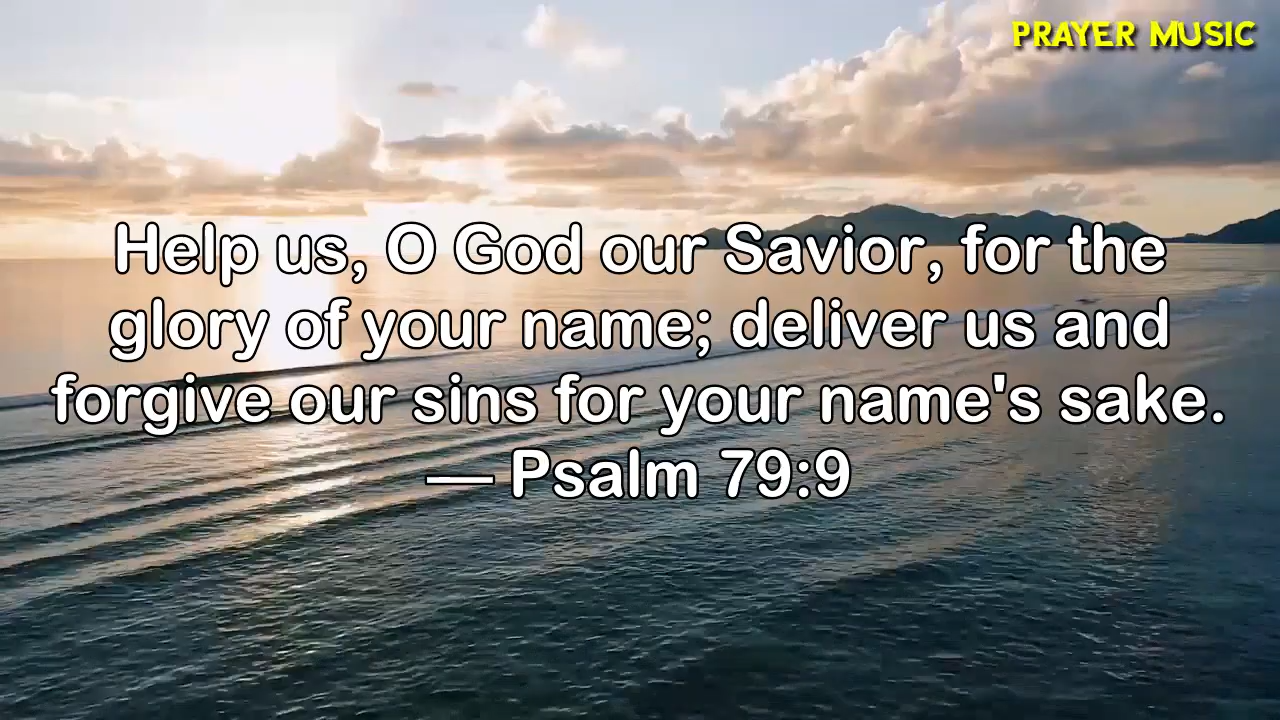 PRAYER MUSIC
Help us, O God our Savior, for the
glory of your name; deliver us and
forgive our sins for your name's sake.
— Psalm 79:9